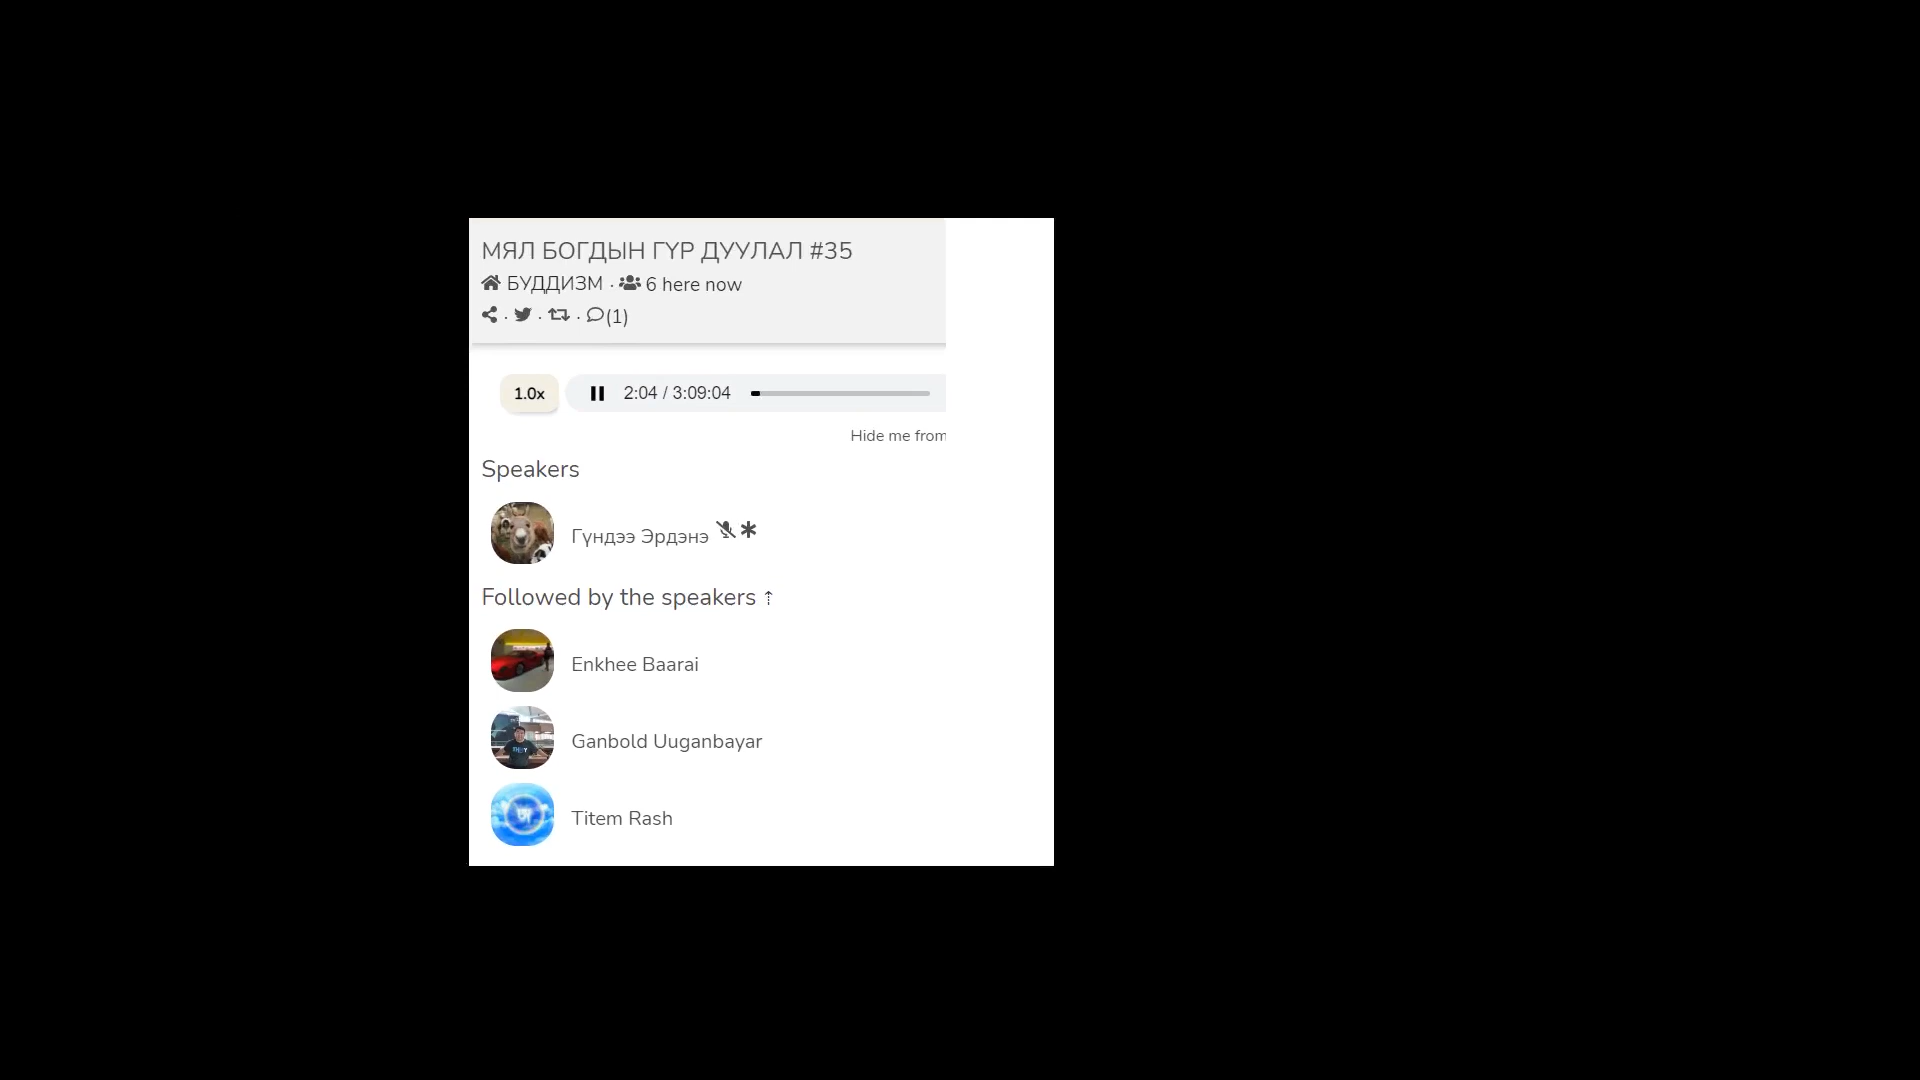 МЯЛ БОГДЫН ГҮР ДУУЛАЛ #35
БУДДИЗМ · 6 here now
· · · (1)
1.0x 2:04 / 3:09:04
Hide me from
Speakers
Гүндээ Эрдэнэ
Followed by the speakers ⇡
Enkhee Baarai
Ganbold Uuganbayar
Titem Rash